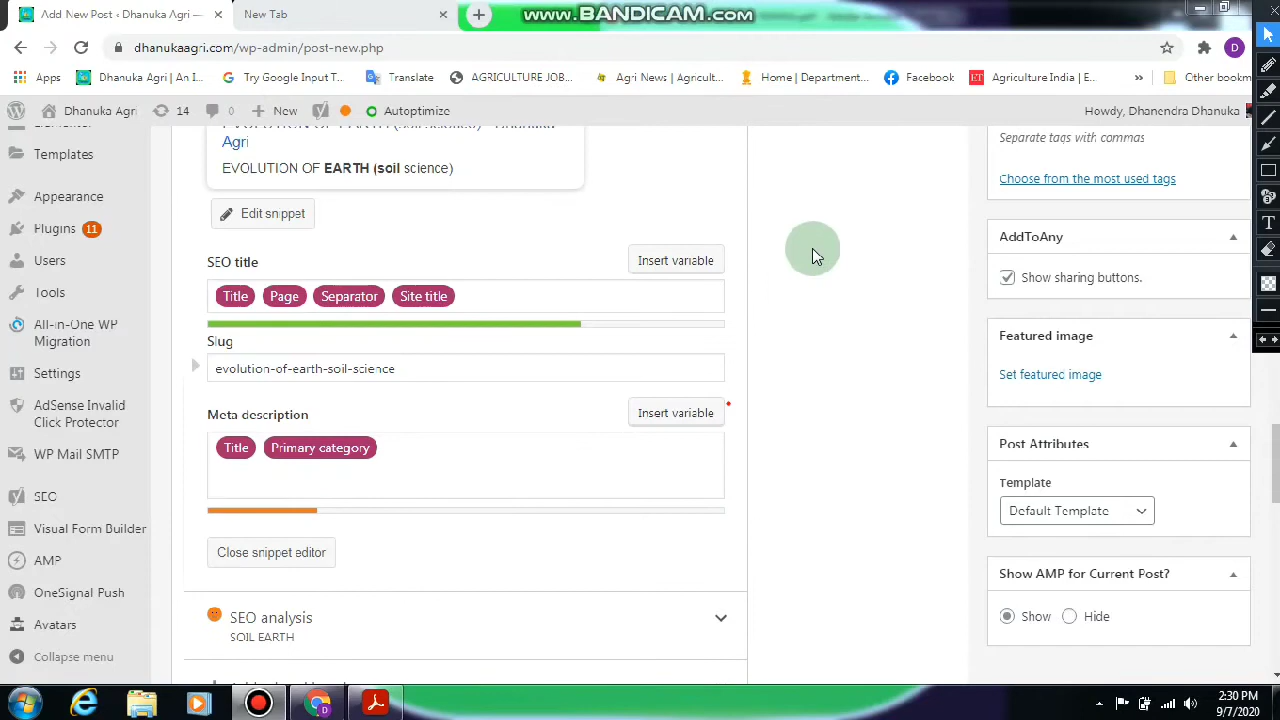 Add New Post ‹ Dhanuka Agri —
New Tab
www.BANDICAM.com
dhanukaagri.com/wp-admin/post-new.php
D
Apps
Dhanuka Agri | An I...
Try Google Input T...
Translate
AGRICULTURE JOB...
Agri News | Agricult...
Home | Department...
Facebook
ET
Agriculture India | E...
»
Other bookm
Dhanuka Agri
14
0
New
Autoptimize
Howdy, Dhanendra Dhanuka
Templates
Appearance
Plugins 11
Users
Tools
All-in-One WP
Migration
Settings
AdSense Invalid
Click Protector
WP Mail SMTP
SEO
Visual Form Builder
AMP
OneSignal Push
Avatars
Collapse menu
Agri
EVOLUTION OF EARTH (soil science)
Edit snippet
SEO title
Insert variable
Title Page Separator Site title
Slug
evolution-of-earth-soil-science
Meta description
Insert variable
Title Primary category
Close snippet editor
SEO analysis
SOIL EARTH
Separate tags with commas
Choose from the most used tags
AddToAny
Show sharing buttons.
Featured image
Set featured image
Post Attributes
Template
Default Template
Show AMP for Current Post?
Show Hide
T
2:30 PM
9/7/2020